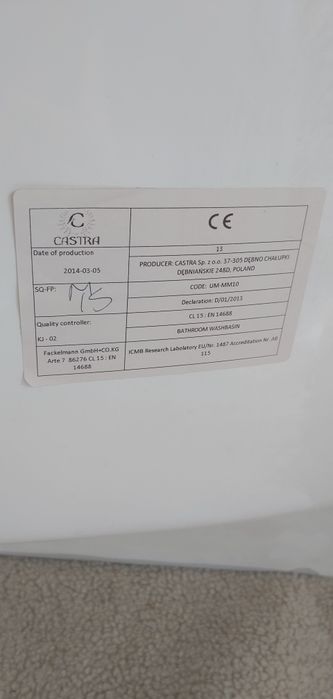 C
CASTRA
CE
13
Date of production
2014-03-05
PRODUCER: CASTRA Sp. z o.o. 37-305 DĘBNO CHAŁUPKI
DĘBNIAŃSKIE 248D, POLAND
SQ-FP:
CODE: UM-MM10
Declaration: D/01/2013
CL 15 ; EN 14688
Quality controller:
KJ - 02
BATHROOM WASHBASIN
Fackelmann GmbH+CO.KG
Arte 7 86276 CL 15 ; EN
14688
ICMB Research Labolatory EU/Nr. 1487 Accreditation Nr. AB
115